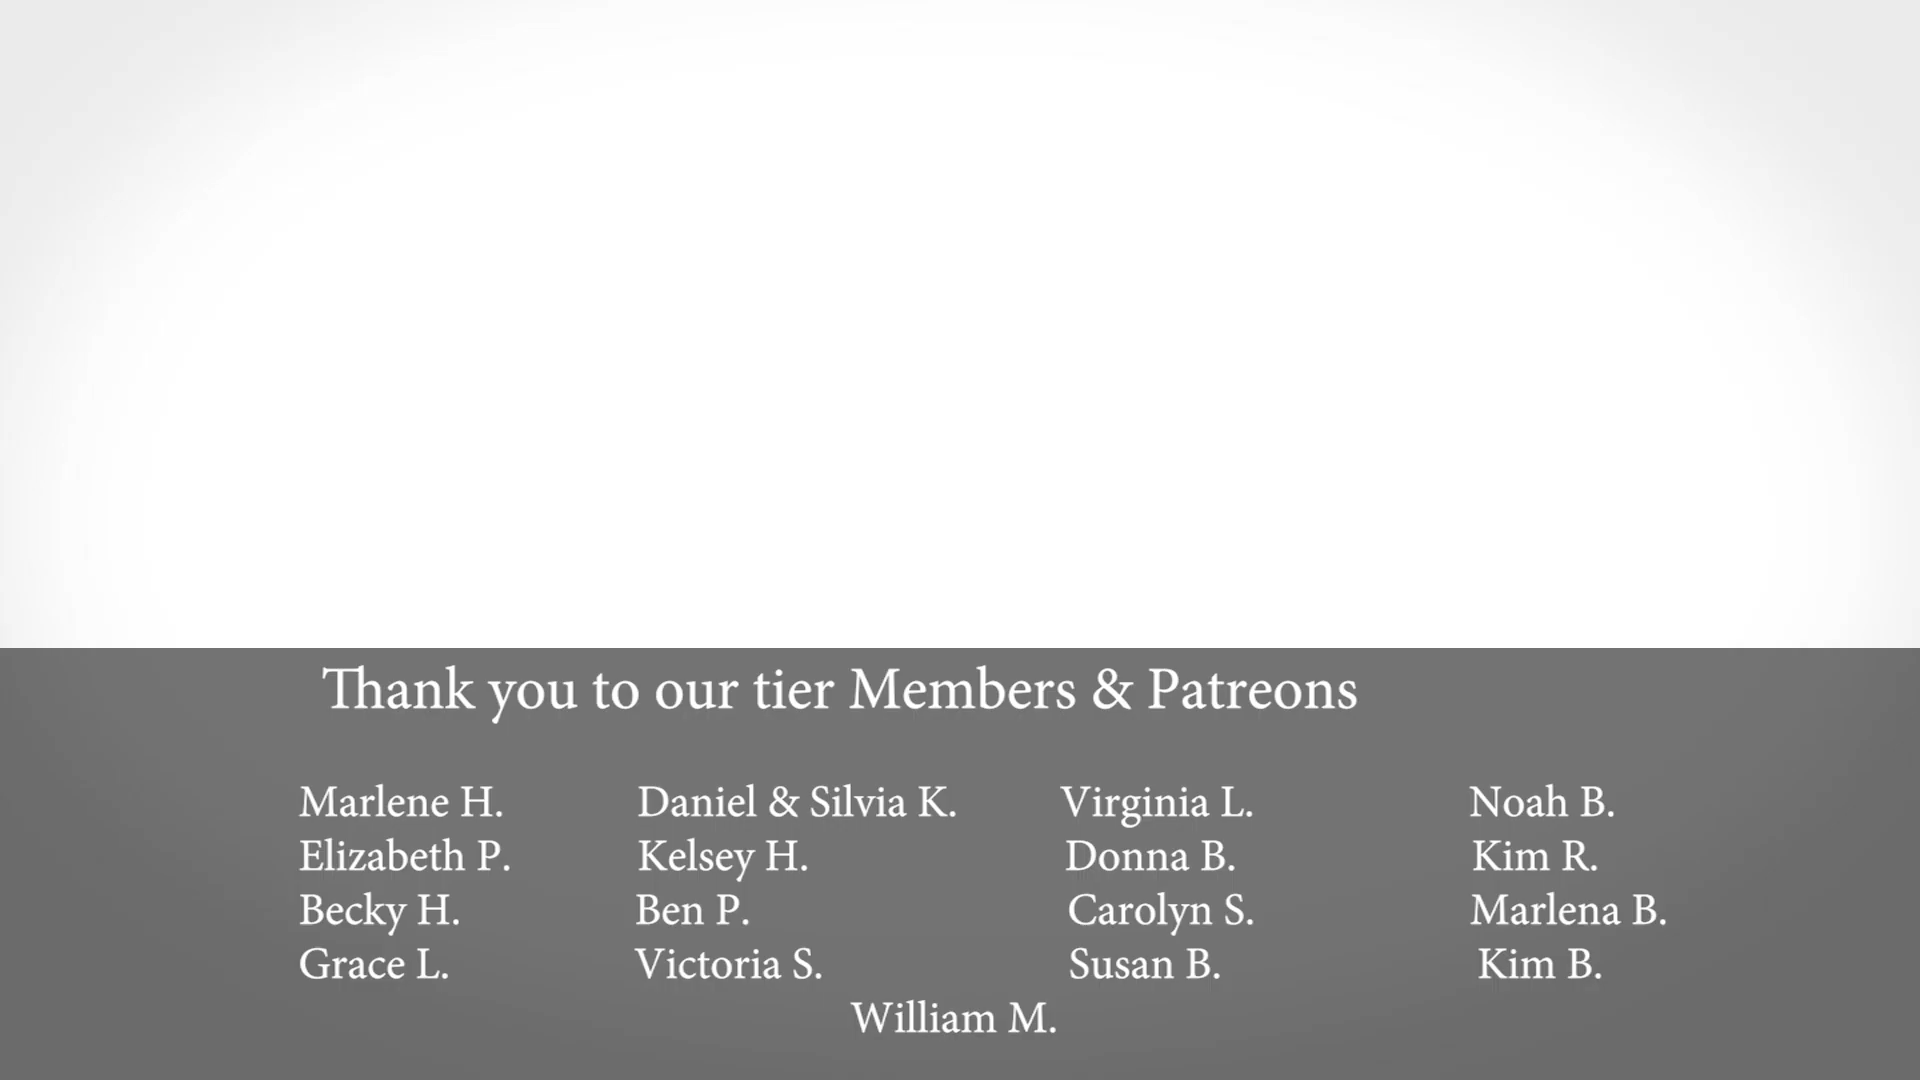 Thank you to our tier Members & Patreons
Marlene H. Daniel & Silvia K. Virginia L. Noah B.
Elizabeth P. Kelsey H. Donna B. Kim R.
Becky H. Ben P. Carolyn S. Marlena B.
Grace L. Victoria S. Susan B. Kim B.
William M.